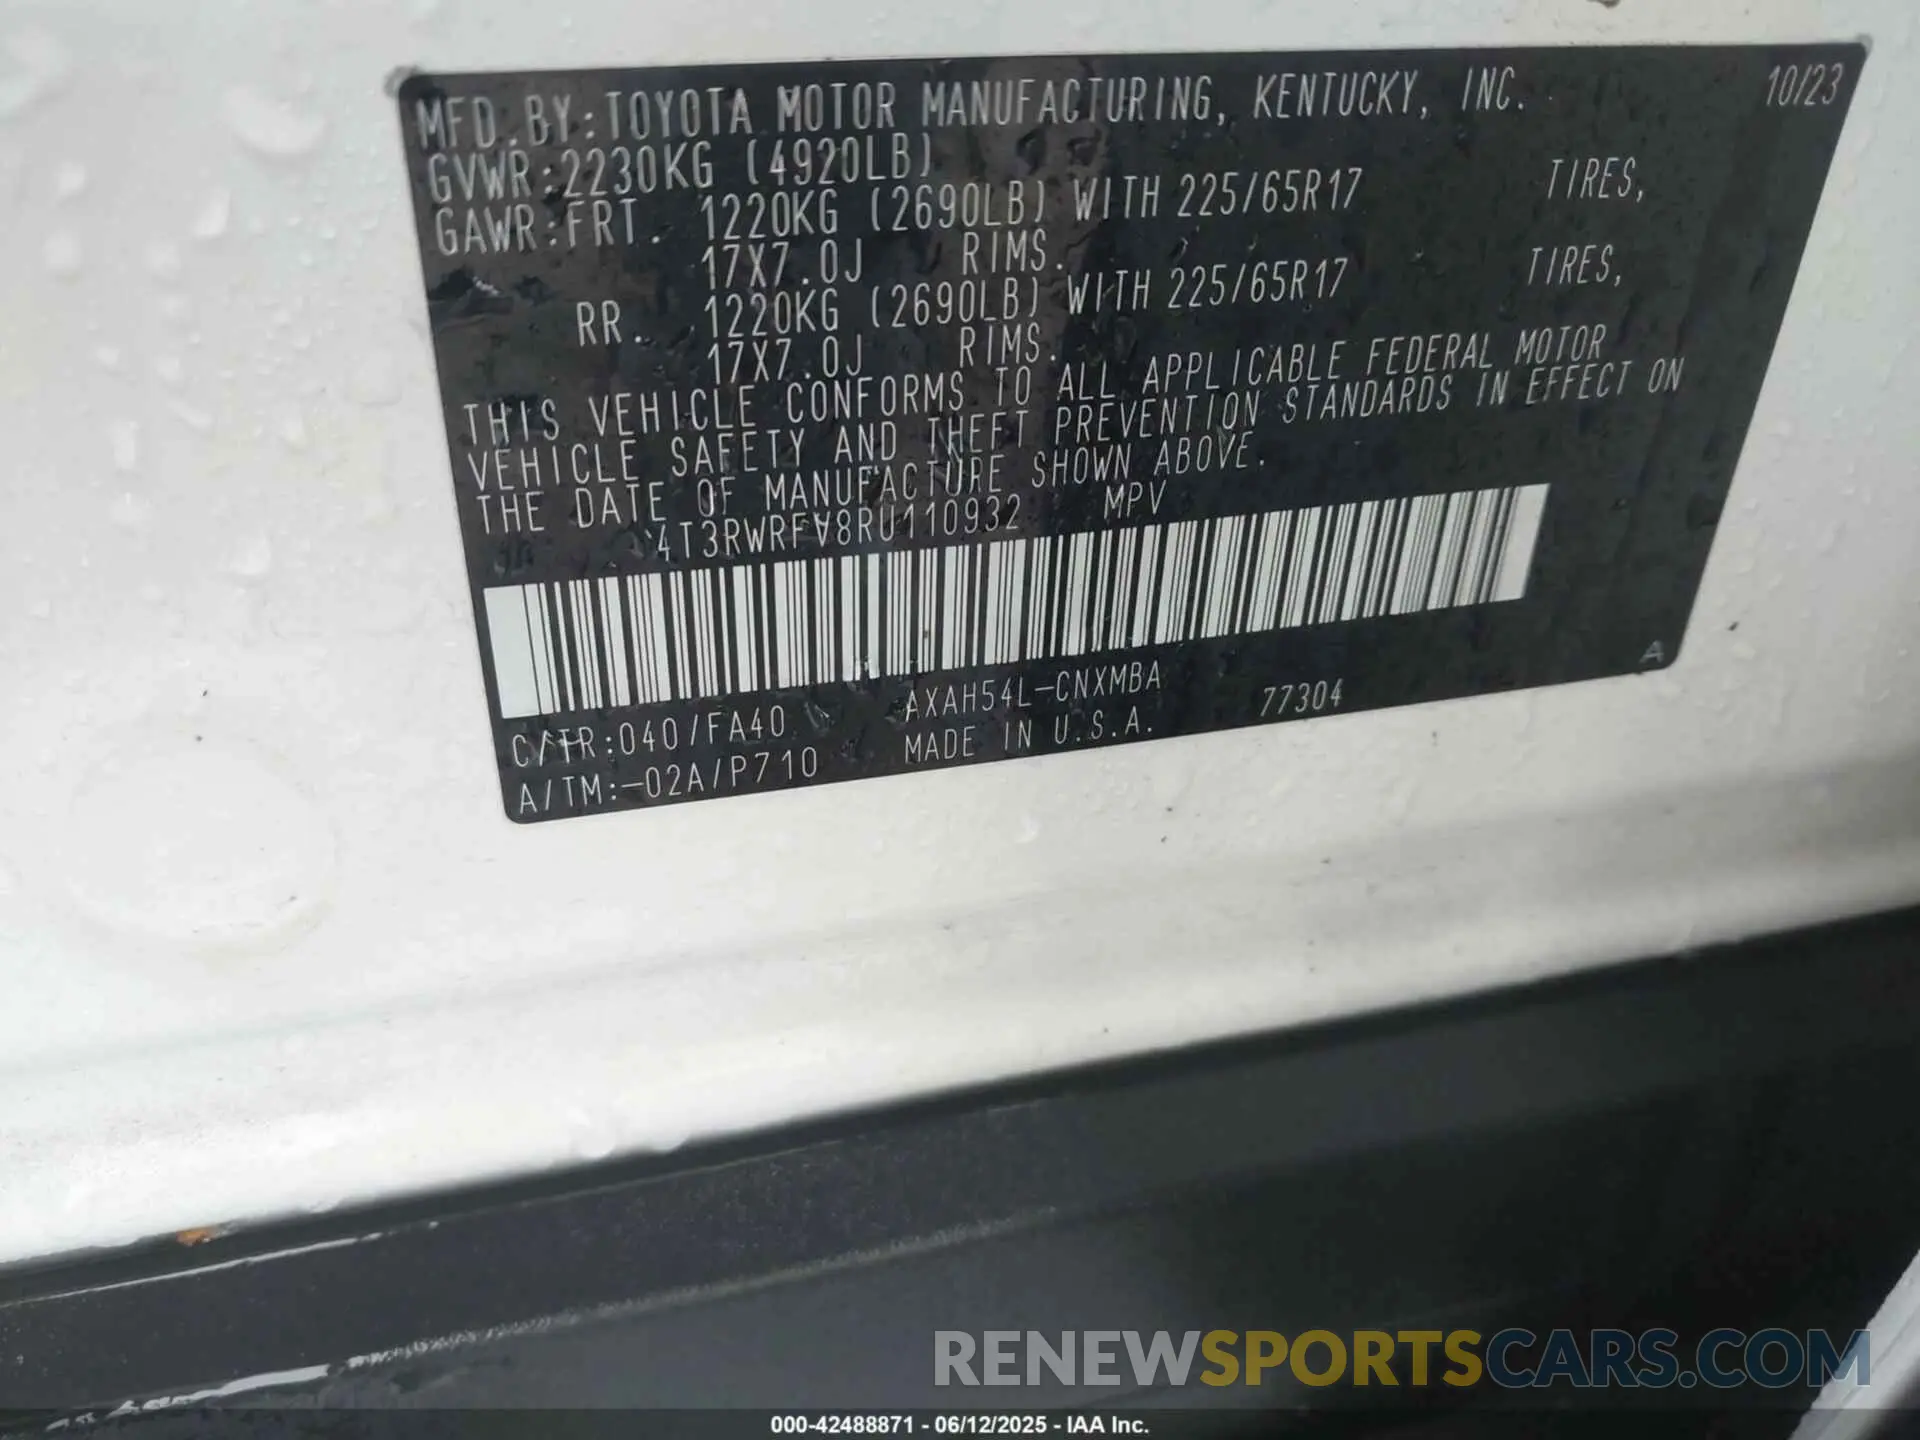 MFD. BY: TOYOTA MOTOR MANUFACTURING, KENTUCKY, INC. 10/23
GVWR: 2230KG (4920LB)
GAWR: FRT. 1220KG (2690LB) WITH 225/65R17 TIRES,
17X7.0J RIMS.
RR. 1220KG (2690LB) WITH 225/65R17 TIRES,
17X7.0J RIMS.
THIS VEHICLE CONFORMS TO ALL APPLICABLE FEDERAL MOTOR
VEHICLE SAFETY AND THEFT PREVENTION STANDARDS IN EFFECT ON
THE DATE OF MANUFACTURE SHOWN ABOVE.
4T3RWRFV8RU110932 MPV
C/TR:040/FA40 AXAH54L-CNXMBA 77304 A
A/TM:-02A/P710 MADE IN U.S.A.
RENEWSPORTSCARS.COM
000-42488871 - 06/12/2025 - IAA Inc.